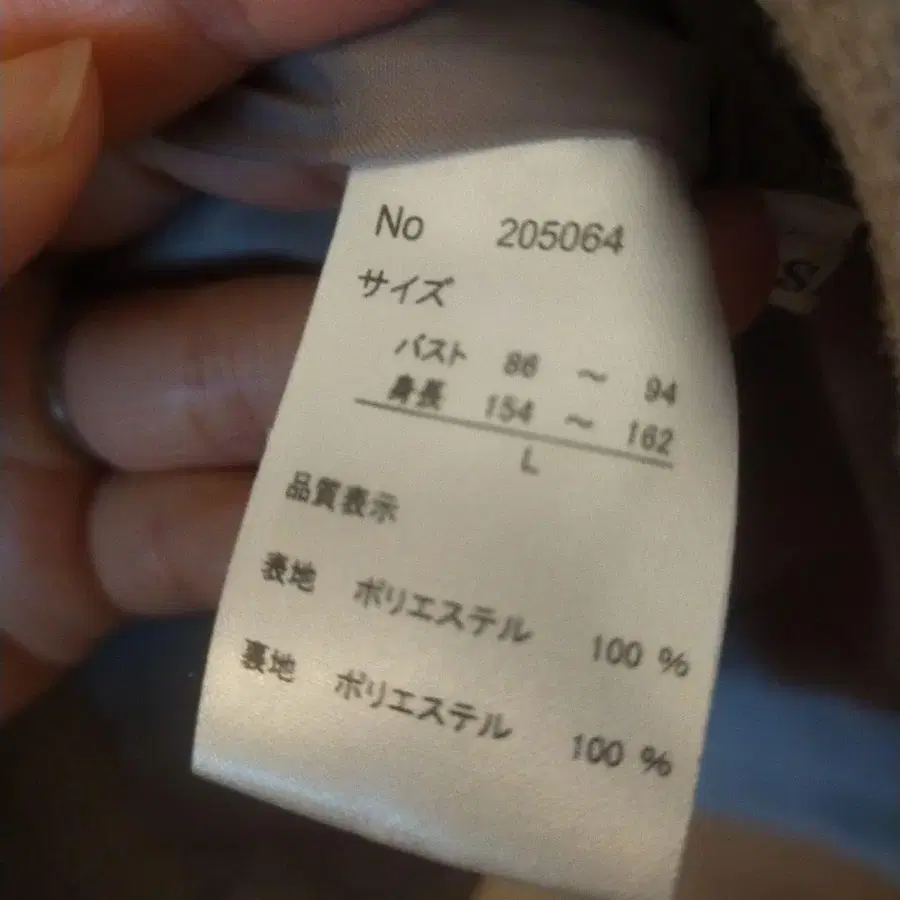 No 205064
サイズ
バスト 86 ～ 94
身長 154 ～ 162
L
品質表示
表地 ポリエステル 100 %
裏地 ポリエステル 100 %
S